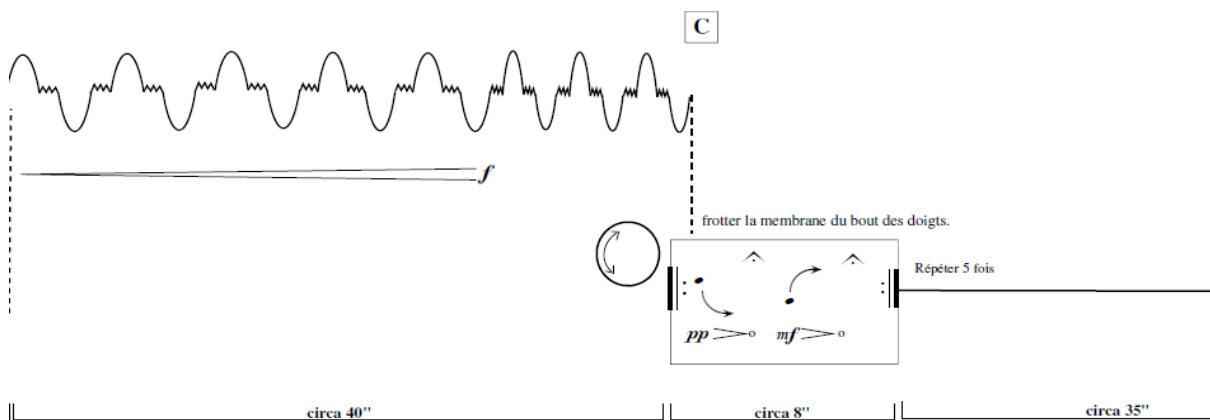 C
f
frotter la membrane du bout des doigts.
Répéter 5 fois
pp o mf o
circa 40" circa 8" circa 35"